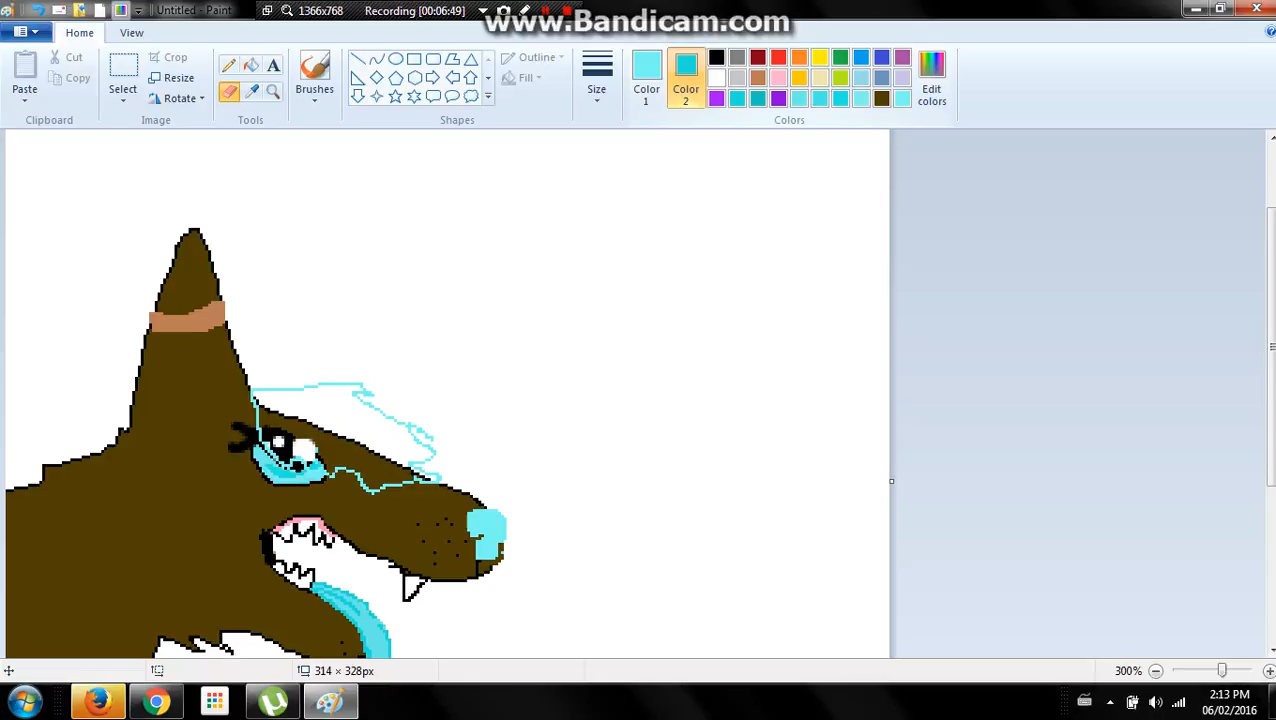 Untitled - Paint
1366x768
Recording [00:06:49]
www.Bandicam.com
Home
View
Paste
Cut
Copy
Clipboard
Select
Crop
Resize
Rotate
Image
A
Tools
Brushes
Outline
Fill
Shapes
Size
Color
1
Color
2
Edit
colors
Colors
314 × 328px
300%
2:13 PM
06/02/2016